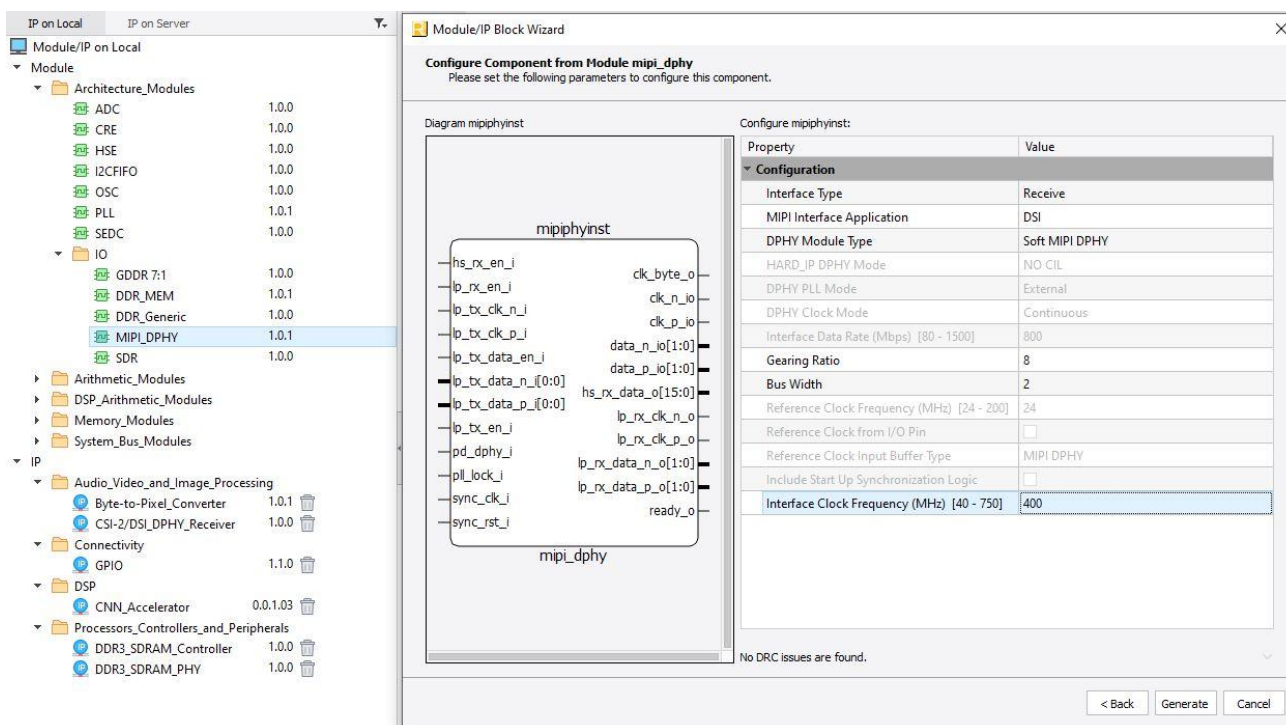 IP on Local IP on Server
Module/IP on Local
Module
Architecture_Modules
ADC 1.0.0
CRE 1.0.0
HSE 1.0.0
I2CFIFO 1.0.0
OSC 1.0.0
PLL 1.0.1
SEDC 1.0.0
IO
GDDR 7:1 1.0.0
DDR_MEM 1.0.1
DDR_Generic 1.0.0
MIPI_DPHY 1.0.1
SDR 1.0.0
Arithmetic_Modules
DSP_Arithmetic_Modules
Memory_Modules
System_Bus_Modules
IP
Audio_Video_and_Image_Processing
Byte-to-Pixel_Converter 1.0.1
CSI-2/DSI_DPHY_Receiver 1.0.0
Connectivity
GPIO 1.1.0
DSP
CNN_Accelerator 0.0.1.03
Processors_Controllers_and_Peripherals
DDR3_SDRAM_Controller 1.0.0
DDR3_SDRAM_PHY 1.0.0
Module/IP Block Wizard
Configure Component from Module mipi_dphy
Please set the following parameters to configure this component.
Diagram mipiphyinst
mipiphyinst
hs_rx_en_i
lp_rx_en_i
lp_tx_clk_n_i
lp_tx_clk_p_i
lp_tx_data_en_i
lp_tx_data_n_i[0:0]
lp_tx_data_p_i[0:0]
lp_tx_en_i
pd_dphy_i
pll_lock_i
sync_clk_i
sync_rst_i
clk_byte_o
clk_n_io
clk_p_io
data_n_io[1:0]
data_p_io[1:0]
hs_rx_data_o[15:0]
lp_rx_clk_n_o
lp_rx_clk_p_o
lp_rx_data_n_o[1:0]
lp_rx_data_p_o[1:0]
ready_o
mipi_dphy
Configure mipiphyinst:
Property Value
Configuration
Interface Type Receive
MIPI Interface Application DSI
DPHY Module Type Soft MIPI DPHY
HARD_IP DPHY Mode NO CIL
DPHY PLL Mode External
DPHY Clock Mode Continuous
Interface Data Rate (Mbps) [80 - 1500] 800
Gearing Ratio 8
Bus Width 2
Reference Clock Frequency (MHz) [24 - 200] 24
Reference Clock from I/O Pin
Reference Clock Input Buffer Type MIPI DPHY
Include Start Up Synchronization Logic
Interface Clock Frequency (MHz) [40 - 750] 400
No DRC issues are found.
< Back Generate Cancel